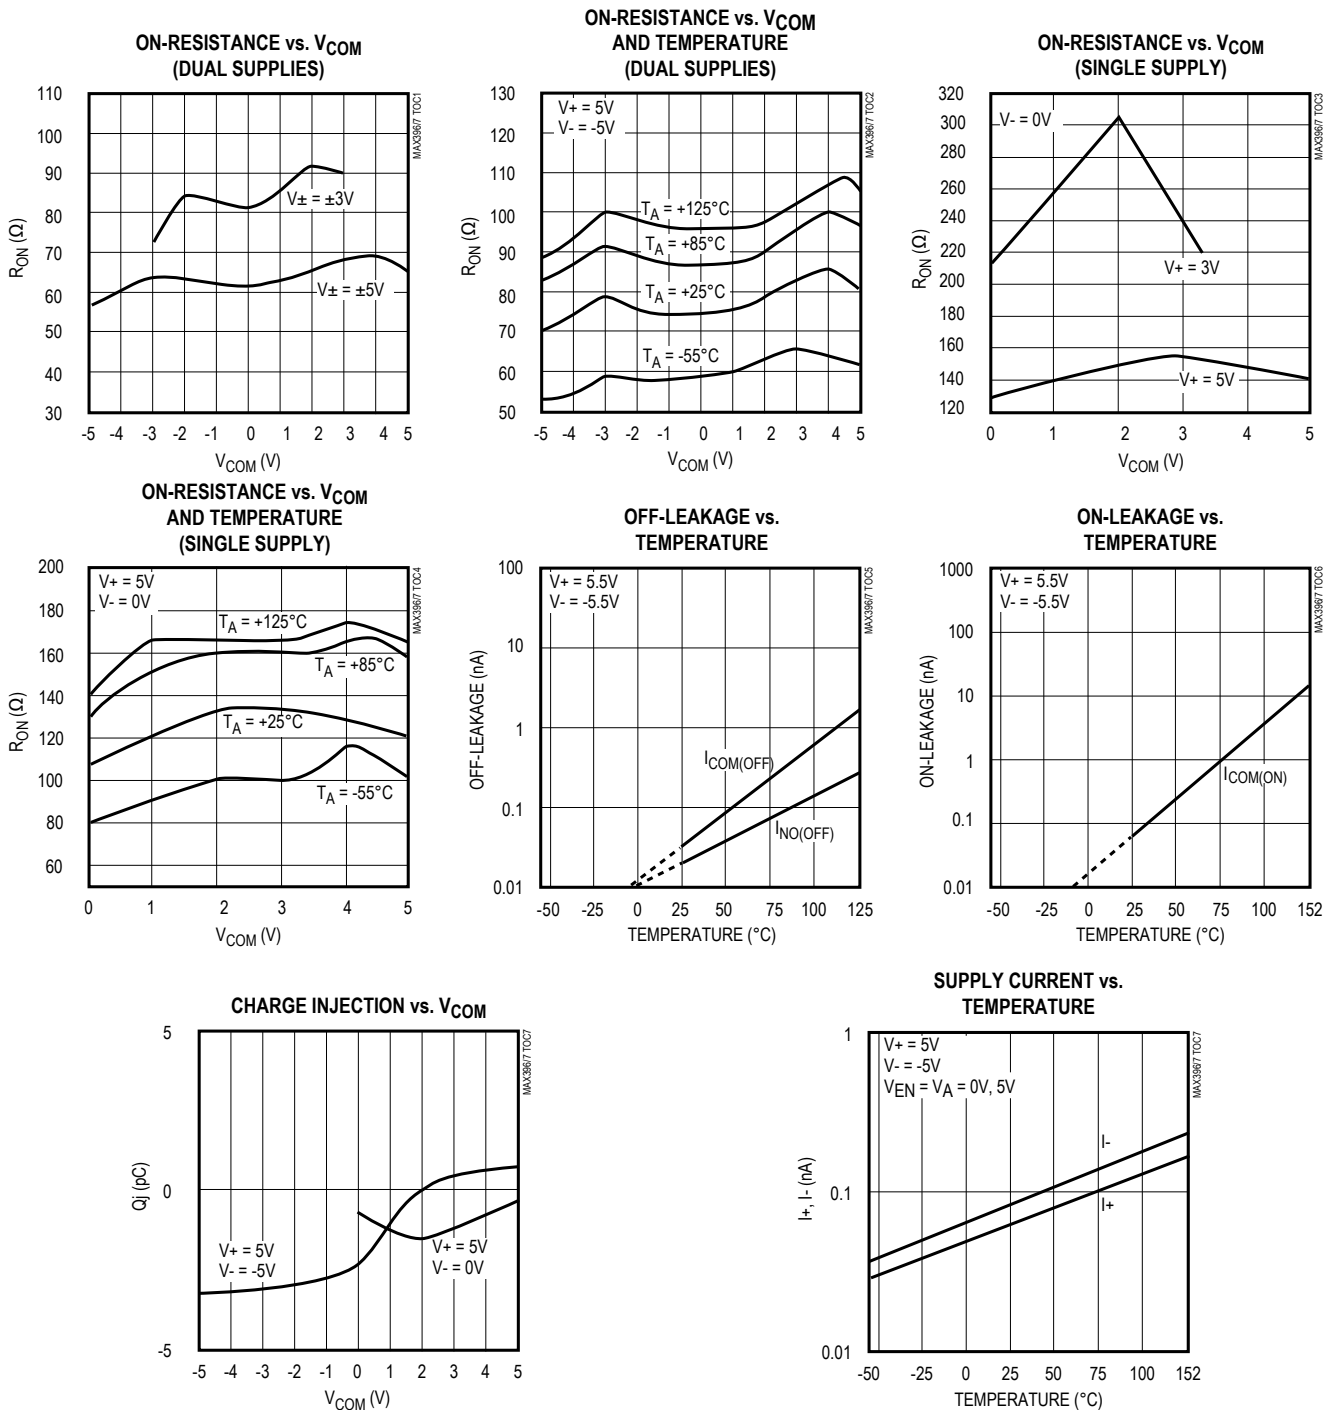 ON-RESISTANCE vs. VCOM
(DUAL SUPPLIES)
110
100
90
80
70
60
50
40
30
RON (Ω)
V± = ±3V
V± = ±5V
-5 -4 -3 -2 -1 0 1 2 3 4 5
VCOM (V)
MAX396/7 TOC1
ON-RESISTANCE vs. VCOM
AND TEMPERATURE
(DUAL SUPPLIES)
130
120
110
100
90
80
70
60
50
RON (Ω)
V+ = 5V
V- = -5V
TA = +125°C
TA = +85°C
TA = +25°C
TA = -55°C
-5 -4 -3 -2 -1 0 1 2 3 4 5
VCOM (V)
MAX396/7 TOC2
ON-RESISTANCE vs. VCOM
(SINGLE SUPPLY)
320
300
280
260
240
220
200
180
160
140
120
RON (Ω)
V- = 0V
V+ = 3V
V+ = 5V
0 1 2 3 4 5
VCOM (V)
MAX396/7 TOC3
ON-RESISTANCE vs. VCOM
AND TEMPERATURE
(SINGLE SUPPLY)
200
180
160
140
120
100
80
60
RON (Ω)
V+ = 5V
V- = 0V
TA = +125°C
TA = +85°C
TA = +25°C
TA = -55°C
0 1 2 3 4 5
VCOM (V)
MAX396/7 TOC4
OFF-LEAKAGE vs.
TEMPERATURE
100
10
1
0.1
0.01
OFF-LEAKAGE (nA)
V+ = 5.5V
V- = -5.5V
ICOM(OFF)
INO(OFF)
-50 -25 0 25 50 75 100 125
TEMPERATURE (°C)
MAX396/7 TOC5
ON-LEAKAGE vs.
TEMPERATURE
1000
100
10
1
0.1
0.01
ON-LEAKAGE (nA)
V+ = 5.5V
V- = -5.5V
ICOM(ON)
-50 -25 0 25 50 75 100 152
TEMPERATURE (°C)
MAX396/7 TOC6
CHARGE INJECTION vs. VCOM
5
0
-5
Qj (pC)
V+ = 5V
V- = -5V
V+ = 5V
V- = 0V
-5 -4 -3 -2 -1 0 1 2 3 4 5
VCOM (V)
MAX396/7 TOC7
SUPPLY CURRENT vs.
TEMPERATURE
1
0.1
0.01
I+, I- (nA)
V+ = 5V
V- = -5V
VEN = VA = 0V, 5V
I-
I+
-50 -25 0 25 50 75 100 152
TEMPERATURE (°C)
MAX396/7 TOC7